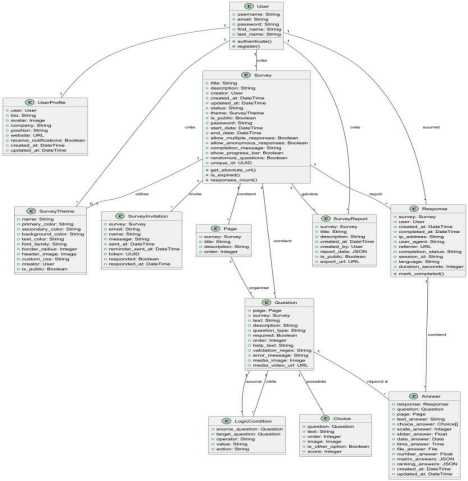 C User
username: String
email: String
password: String
first_name: String
last_name: String
authenticate()
register()
1
1
1
1
1
1
crée
1
C Survey
title: String
description: String
creator: User
created_at: DateTime
updated_at: DateTime
status: String
theme: SurveyTheme
is_public: Boolean
password: String
start_date: DateTime
end_date: DateTime
allow_multiple_responses: Boolean
allow_anonymous_responses: Boolean
completion_message: String
show_progress_bar: Boolean
randomize_questions: Boolean
unique_id: UUID
get_absolute_url()
is_expired()
responses_count()
C UserProfile
user: User
bio: String
avatar: Image
company: String
position: String
website: URL
receive_notifications: Boolean
created_at: DateTime
updated_at: DateTime
crée
crée
soumet
utilise
invite
contient
génère
reçoit
C SurveyTheme
name: String
primary_color: String
secondary_color: String
background_color: String
text_color: String
font_family: String
border_radius: Integer
header_image: Image
custom_css: String
creator: User
is_public: Boolean
C SurveyInvitation
survey: Survey
email: String
name: String
message: String
sent_at: DateTime
reminder_sent_at: DateTime
token: UUID
responded: Boolean
responded_at: DateTime
C Page
survey: Survey
title: String
description: String
order: Integer
contient
C SurveyReport
survey: Survey
title: String
description: String
created_at: DateTime
created_by: User
report_data: JSON
is_public: Boolean
export_url: URL
C Response
survey: Survey
user: User
created_at: DateTime
completed_at: DateTime
ip_address: String
user_agent: String
referrer: URL
completion_status: String
session_id: String
language: String
duration_seconds: Integer
mark_completed()
organise
contient
C Question
page: Page
survey: Survey
text: String
description: String
question_type: String
required: Boolean
order: Integer
help_text: String
validation_regex: String
error_message: String
media_image: Image
media_video_url: URL
source
cible
possède
répond à
C LogicCondition
source_question: Question
target_question: Question
operator: String
value: String
action: String
C Choice
question: Question
text: String
order: Integer
image: Image
is_other_option: Boolean
score: Integer
C Answer
response: Response
question: Question
page: Page
text_answer: String
choice_answer: Choice[]
scale_answer: Integer
slider_answer: Float
date_answer: Date
time_answer: Time
file_answer: File
number_answer: Float
matrix_answers: JSON
ranking_answers: JSON
created_at: DateTime
updated_at: DateTime